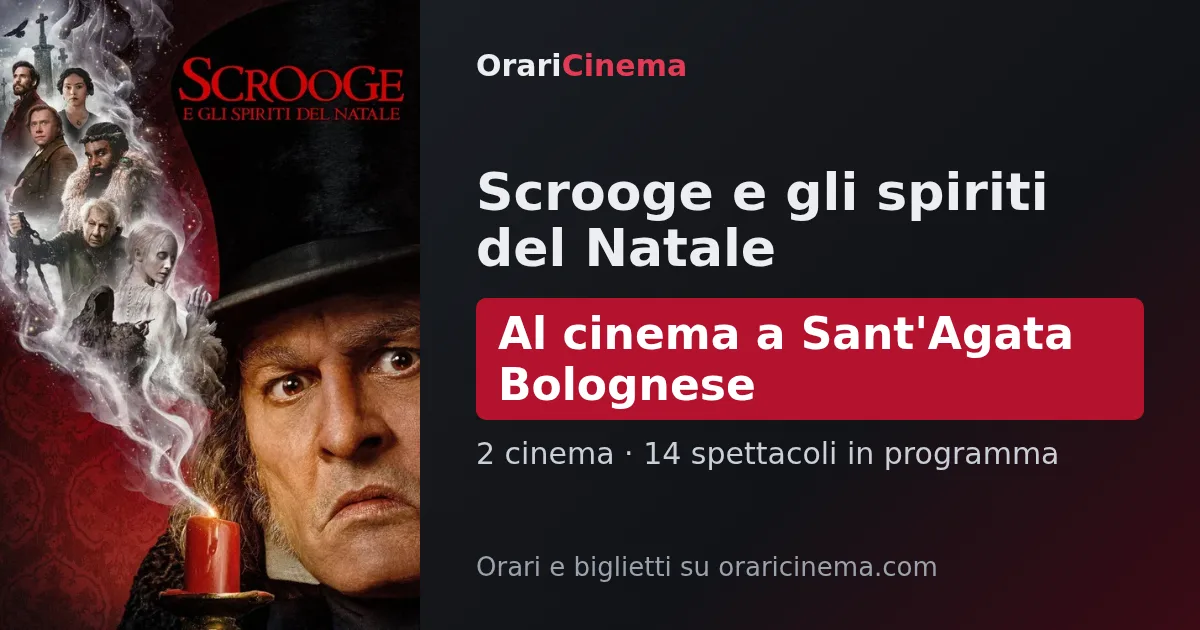 SCROOGE
E GLI SPIRITI DEL NATALE
OrariCinema
Scrooge e gli spiriti
del Natale
Al cinema a Sant'Agata
Bolognese
2 cinema · 14 spettacoli in programma
Orari e biglietti su oraricinema.com